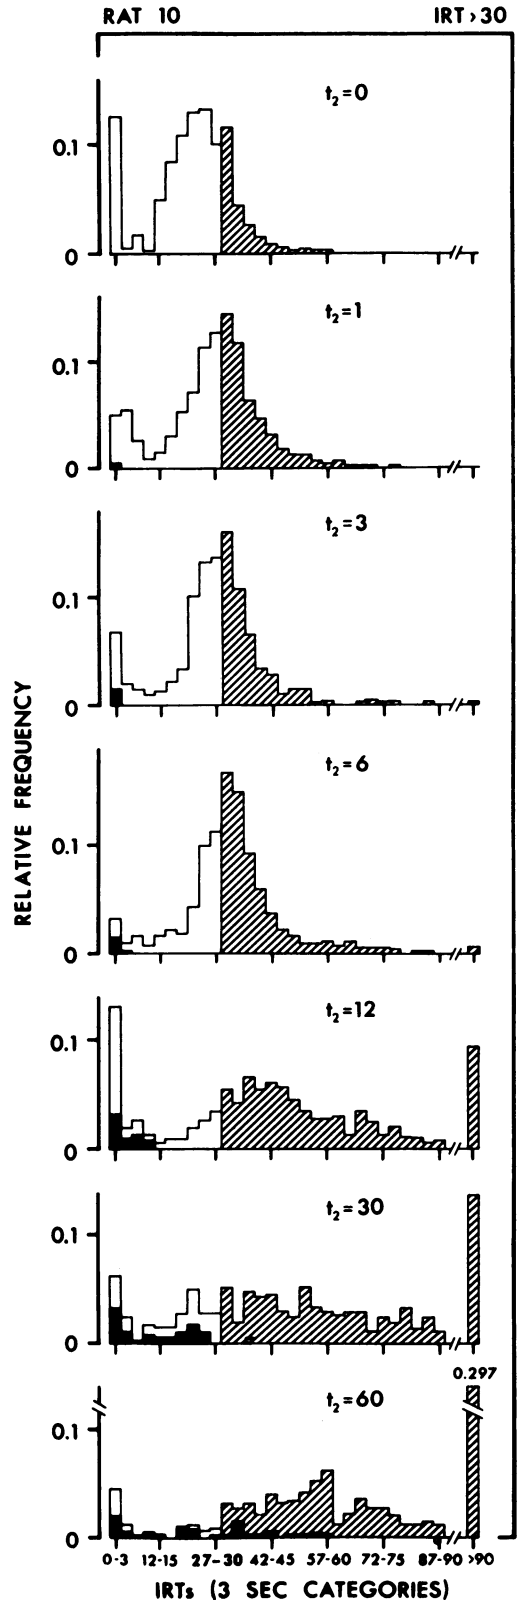 RAT 10 IRT>30
t₂=0
0.1
0
t₂=1
0.1
0
t₂=3
0.1
0
t₂=6
0.1
0
t₂=12
0.1
0
t₂=30
0.1
0
0.297
t₂=60
0.1
0
0-3 12-15 27-30 42-45 57-60 72-75 87-90 >90
IRTs (3 SEC CATEGORIES)
RELATIVE FREQUENCY